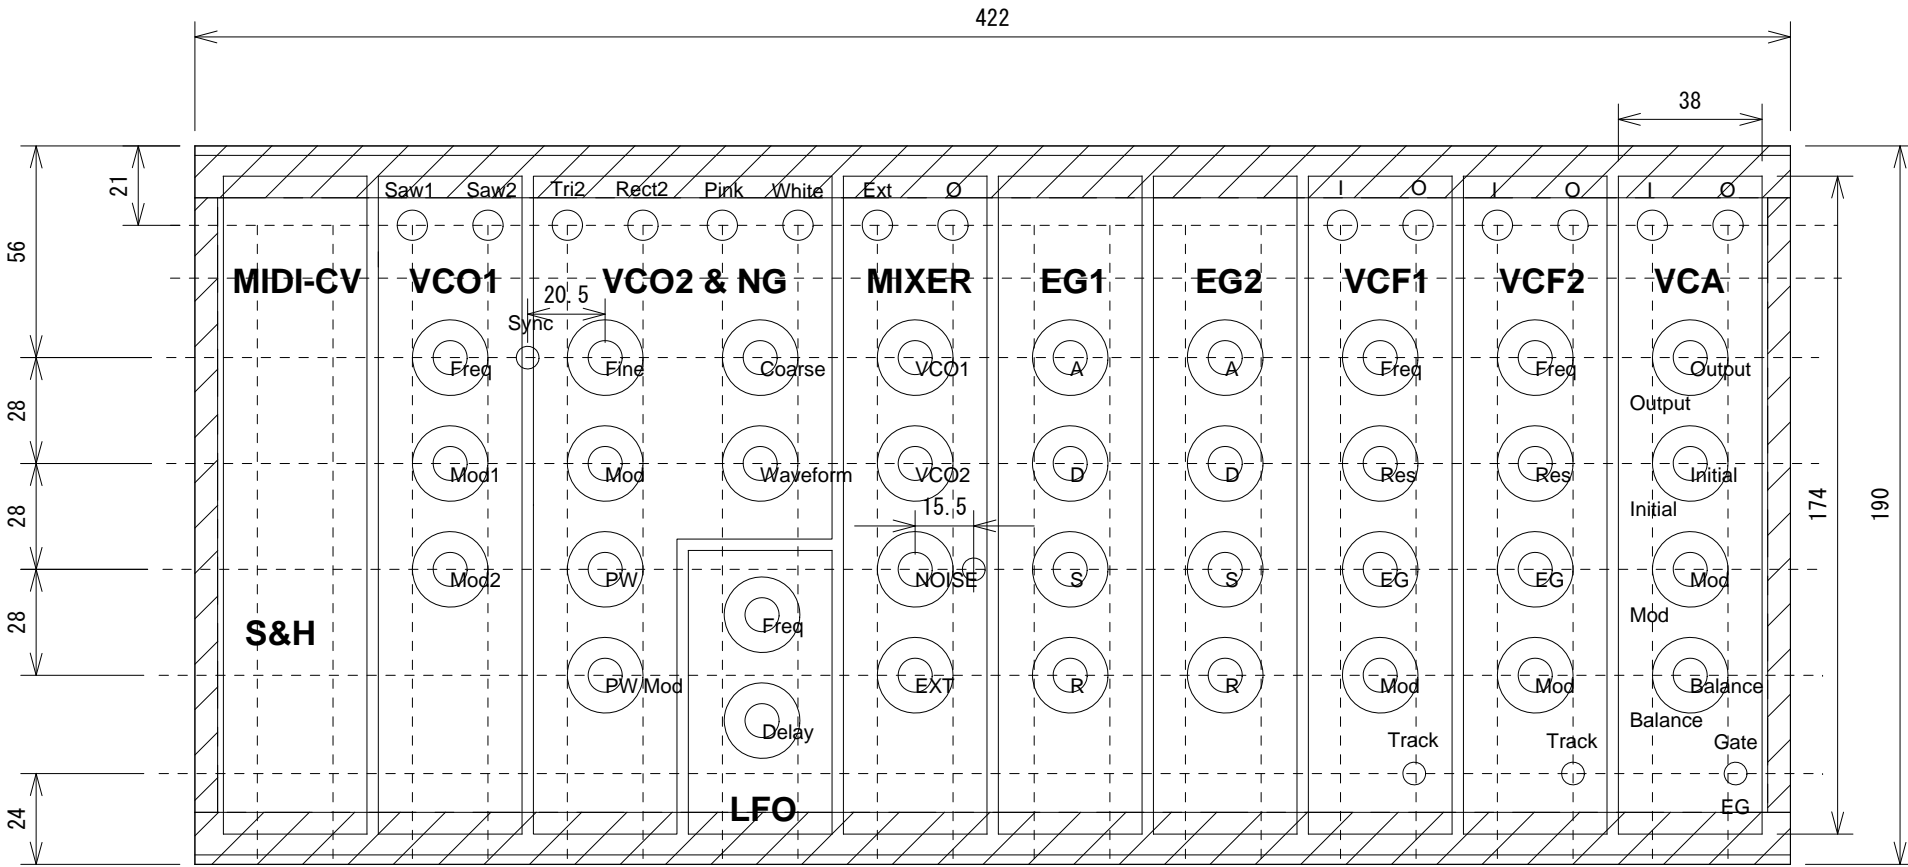 422
38
21
56
Saw1 Saw2 Tri2 Rect2 Pink White Ext O I O I O I O
MIDI-CV VCO1 VCO2 & NG MIXER EG1 EG2 VCF1 VCF2 VCA
20.5
Sync
Freq Fine Coarse VCO1 A A Freq Freq Output
Output
28
Mod1 Mod Waveform VCO2 D D Res Res Initial
15.5
Initial
174
190
28
Mod2 PW NOISE S S EG EG Mod
Mod
28
S&H
Freq
PW Mod EXT R R Mod Mod Balance
Balance
Delay
Track Track Gate
24
LFO
EG